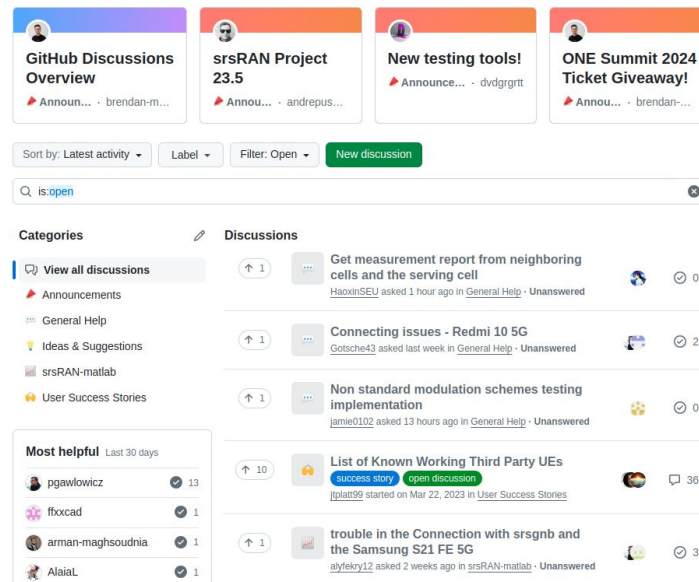 GitHub Discussions
Overview
Announ... · brendan-m...
srsRAN Project
23.5
Annou... · andrepus...
New testing tools!
Announce... · dvdgrgrtt
ONE Summit 2024
Ticket Giveaway!
Annou... · brendan-...
Sort by: Latest activity
Label
Filter: Open
New discussion
is:open
Categories
View all discussions
Announcements
General Help
Ideas & Suggestions
srsRAN-matlab
User Success Stories
Most helpful Last 30 days
pgawlowicz 13
ffxxcad 1
arman-maghsoudnia 1
AlaiaL 1
Discussions
1
Get measurement report from neighboring
cells and the serving cell
HaoxinSEU asked 1 hour ago in General Help · Unanswered
0
1
Connecting issues - Redmi 10 5G
Gotsche43 asked last week in General Help · Unanswered
2
1
Non standard modulation schemes testing
implementation
jamie0102 asked 13 hours ago in General Help · Unanswered
0
10
List of Known Working Third Party UEs
success story open discussion
jtplatt99 started on Mar 22, 2023 in User Success Stories
36
1
trouble in the Connection with srsgnb and
the Samsung S21 FE 5G
alyfekry12 asked 2 weeks ago in srsRAN-matlab · Unanswered
3